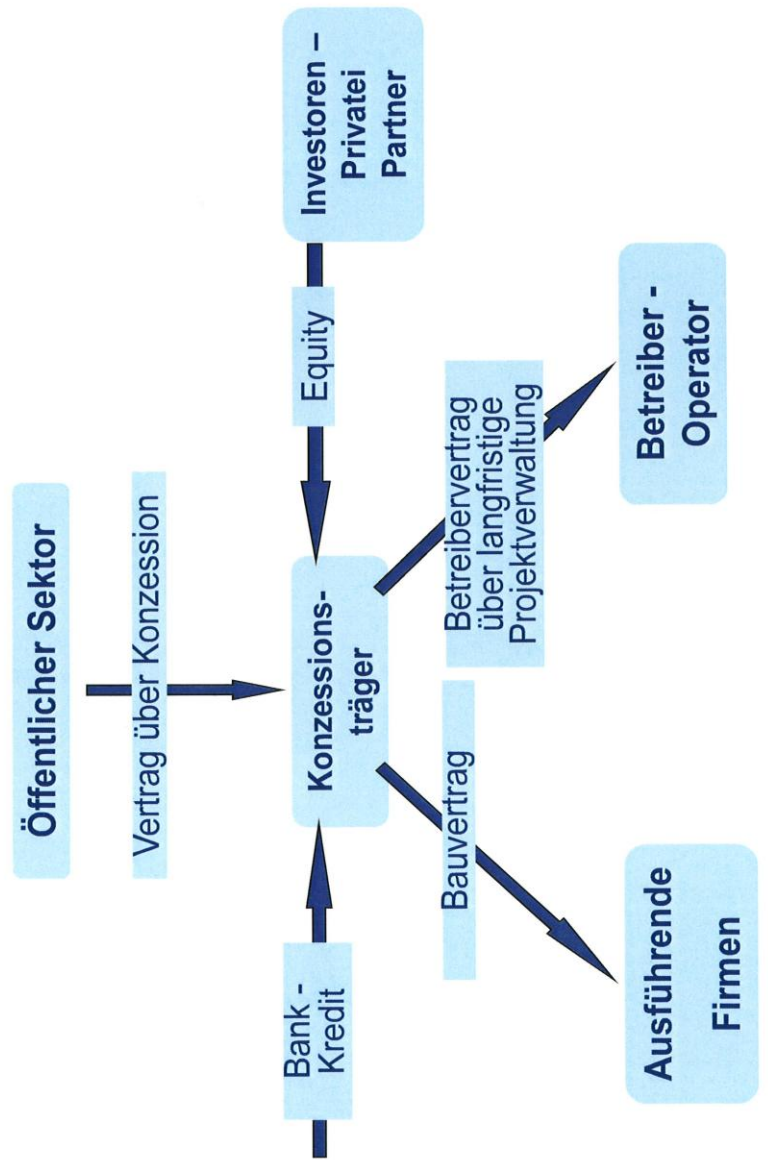 Öffentlicher Sektor
Vertrag über Konzession
Bank -
Kredit
Konzessions-
träger
Equity
Investoren –
Privatei
Partner
Bauvertrag
Betreibervertrag
über langfristige
Projektverwaltung
Ausführende
Firmen
Betreiber -
Operator